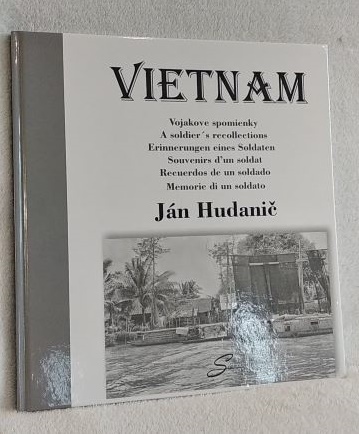 VIETNAM
Vojakove spomienky
A soldier´s recollections
Erinnerungen eines Soldaten
Souvenirs d'un soldat
Recuerdos de un soldado
Memorie di un soldato
Ján Hudanič